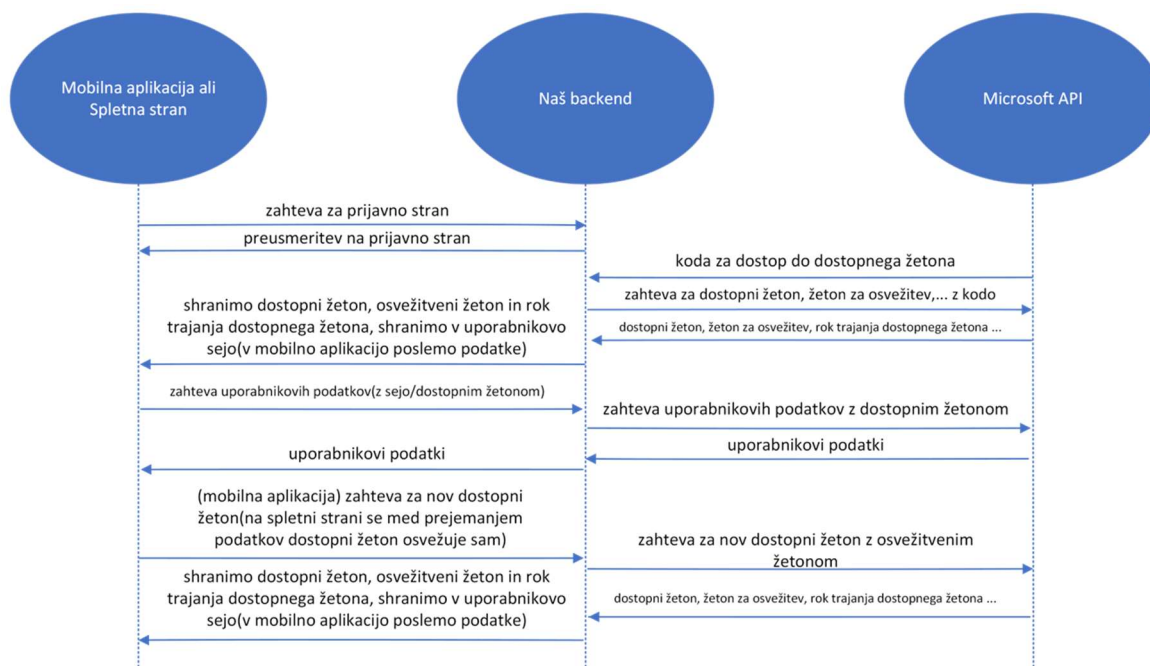 Mobilna aplikacija ali
Spletna stran
Naš backend
Microsoft API
zahteva za prijavno stran
preusmeritev na prijavno stran
koda za dostop do dostopnega žetona
zahteva za dostopni žeton, žeton za osvežitev,... z kodo
shranimo dostopni žeton, osvežitveni žeton in rok
trajanja dostopnega žetona, shranimo v uporabnikovo
sejo(v mobilno aplikacijo poslemo podatke)
dostopni žeton, žeton za osvežitev, rok trajanja dostopnega žetona ...
zahteva uporabnikovih podatkov(z sejo/dostopnim žetonom)
zahteva uporabnikovih podatkov z dostopnim žetonom
uporabnikovi podatki
uporabnikovi podatki
(mobilna aplikacija) zahteva za nov dostopni
žeton(na spletni strani se med prejemanjem
podatkov dostopni žeton osvežuje sam)
zahteva za nov dostopni žeton z osvežitvenim
žetonom
shranimo dostopni žeton, osvežitveni žeton in rok
trajanja dostopnega žetona, shranimo v uporabnikovo
sejo(v mobilno aplikacijo poslemo podatke)
dostopni žeton, žeton za osvežitev, rok trajanja dostopnega žetona ...